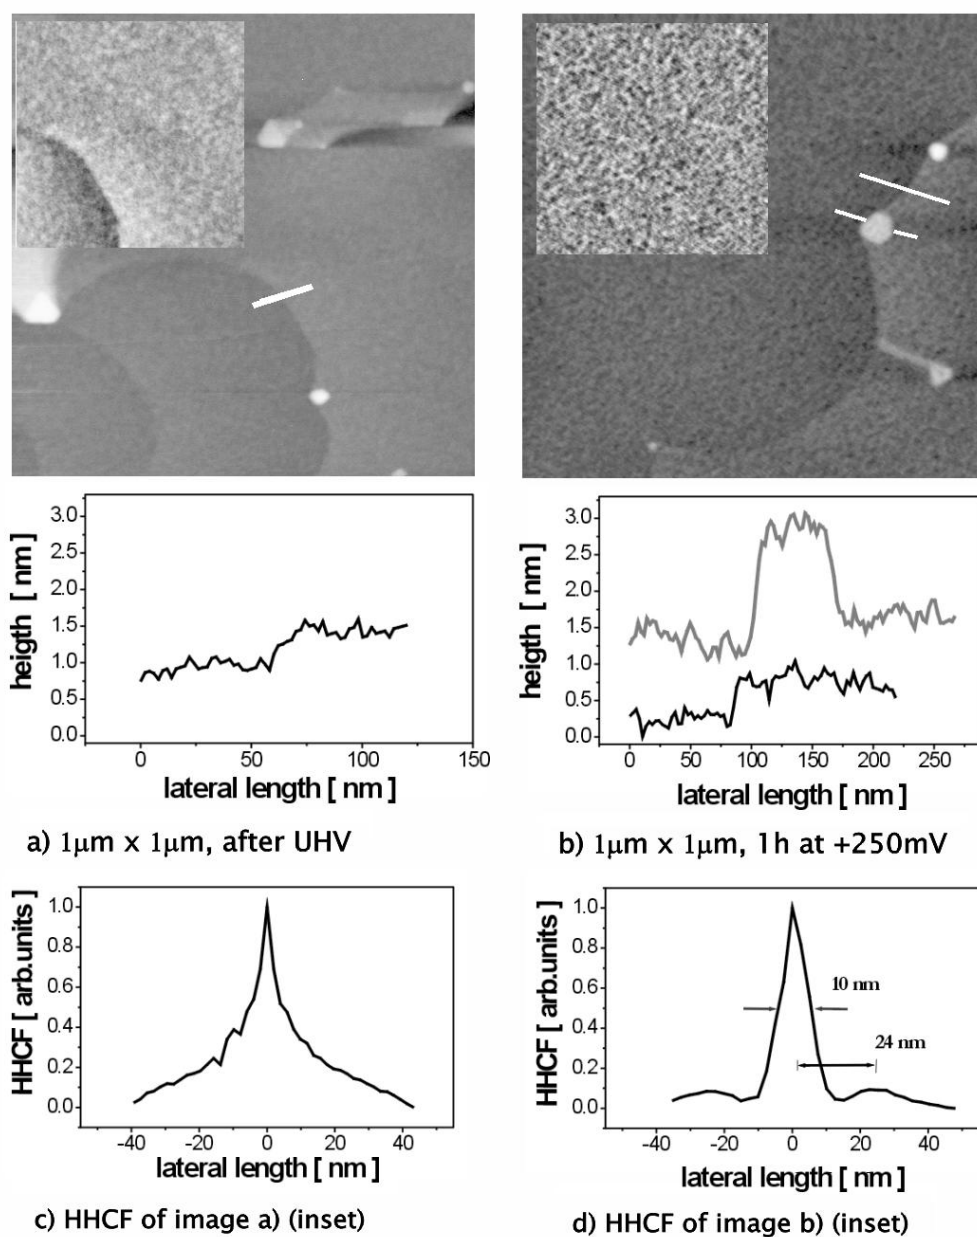 3.0
2.5
2.0
1.5
1.0
0.5
0.0
heigth [ nm]
0 50 100 150
lateral length [ nm]
a) 1μm x 1μm, after UHV
3.0
2.5
2.0
1.5
1.0
0.5
0.0
heigth [ nm]
0 50 100 150 200 250
lateral length [ nm]
b) 1μm x 1μm, 1h at +250mV
1.0
0.8
0.6
0.4
0.2
0.0
HHCF [ arb.units]
-40 -20 0 20 40
lateral length [ nm]
c) HHCF of image a) (inset)
1.0
0.8
0.6
0.4
0.2
0.0
HHCF [ arb.units]
10 nm
24 nm
-40 -20 0 20 40
lateral length [ nm]
d) HHCF of image b) (inset)